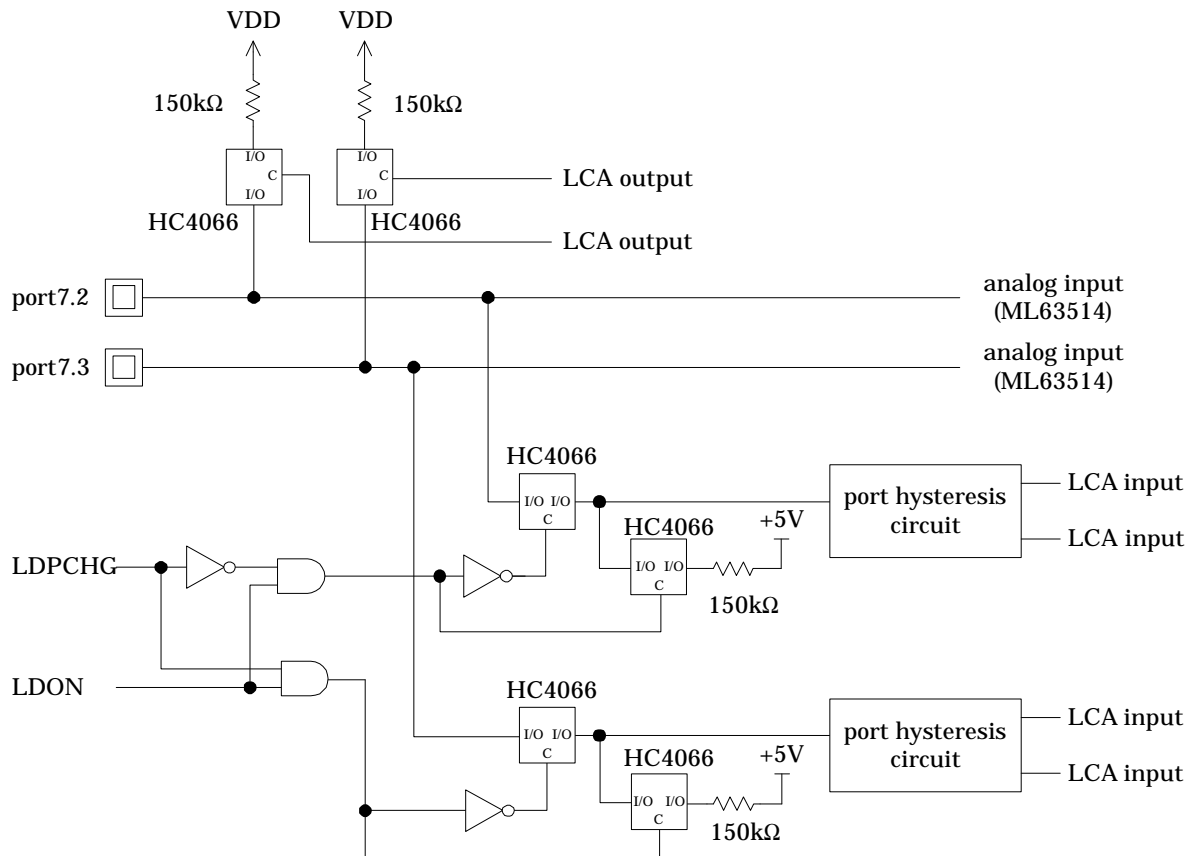 VDD VDD
150kΩ 150kΩ
I/O I/O
C C
I/O I/O
LCA output
HC4066 HC4066
LCA output
port7.2
analog input
(ML63514)
port7.3
analog input
(ML63514)
HC4066
I/O I/O
C
port hysteresis
circuit
LCA input
LCA input
HC4066
+5V
I/O I/O
C
150kΩ
LDPCHG
LDON
HC4066
I/O I/O
C
port hysteresis
circuit
LCA input
LCA input
HC4066
+5V
I/O I/O
C
150kΩ